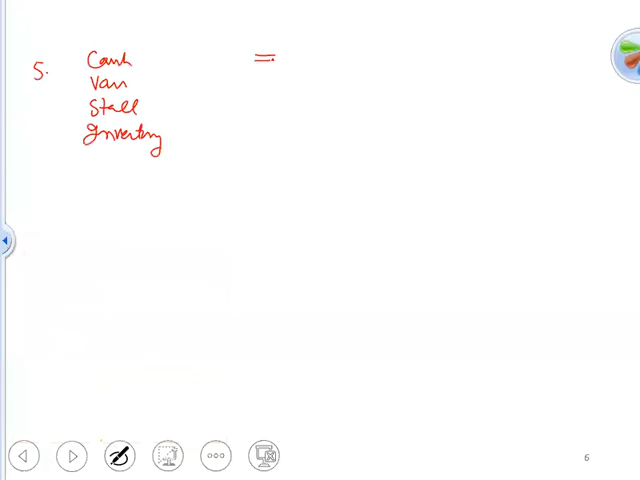 5. Cash =
Van
Stall
Inventory
6